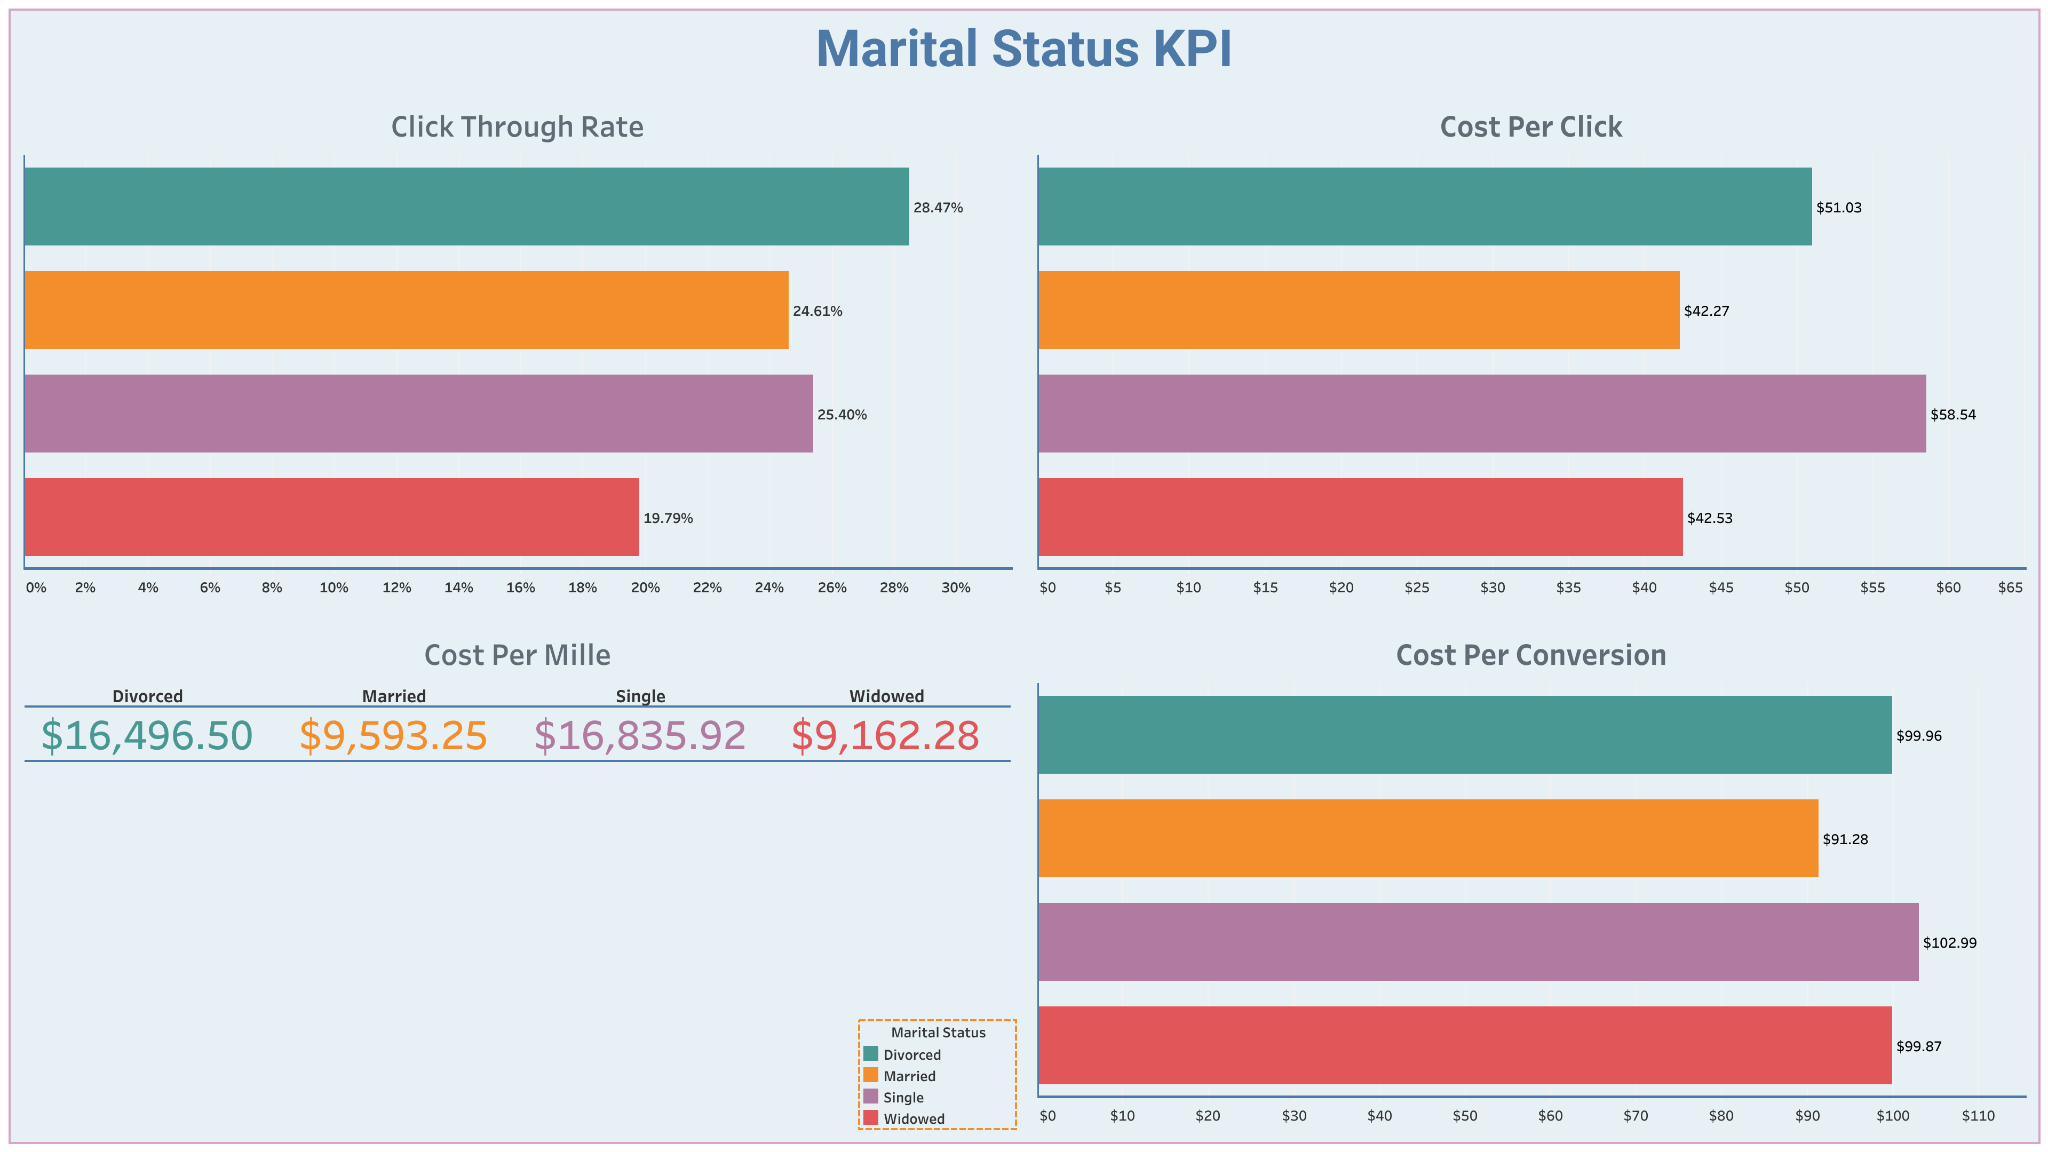 Marital Status KPI
Click Through Rate
28.47%
24.61%
25.40%
19.79%
0% 2% 4% 6% 8% 10% 12% 14% 16% 18% 20% 22% 24% 26% 28% 30%
Cost Per Click
$51.03
$42.27
$58.54
$42.53
$0 $5 $10 $15 $20 $25 $30 $35 $40 $45 $50 $55 $60 $65
Cost Per Mille
Divorced Married Single Widowed
$16,496.50 $9,593.25 $16,835.92 $9,162.28
Marital Status
Divorced
Married
Single
Widowed
Cost Per Conversion
$99.96
$91.28
$102.99
$99.87
$0 $10 $20 $30 $40 $50 $60 $70 $80 $90 $100 $110